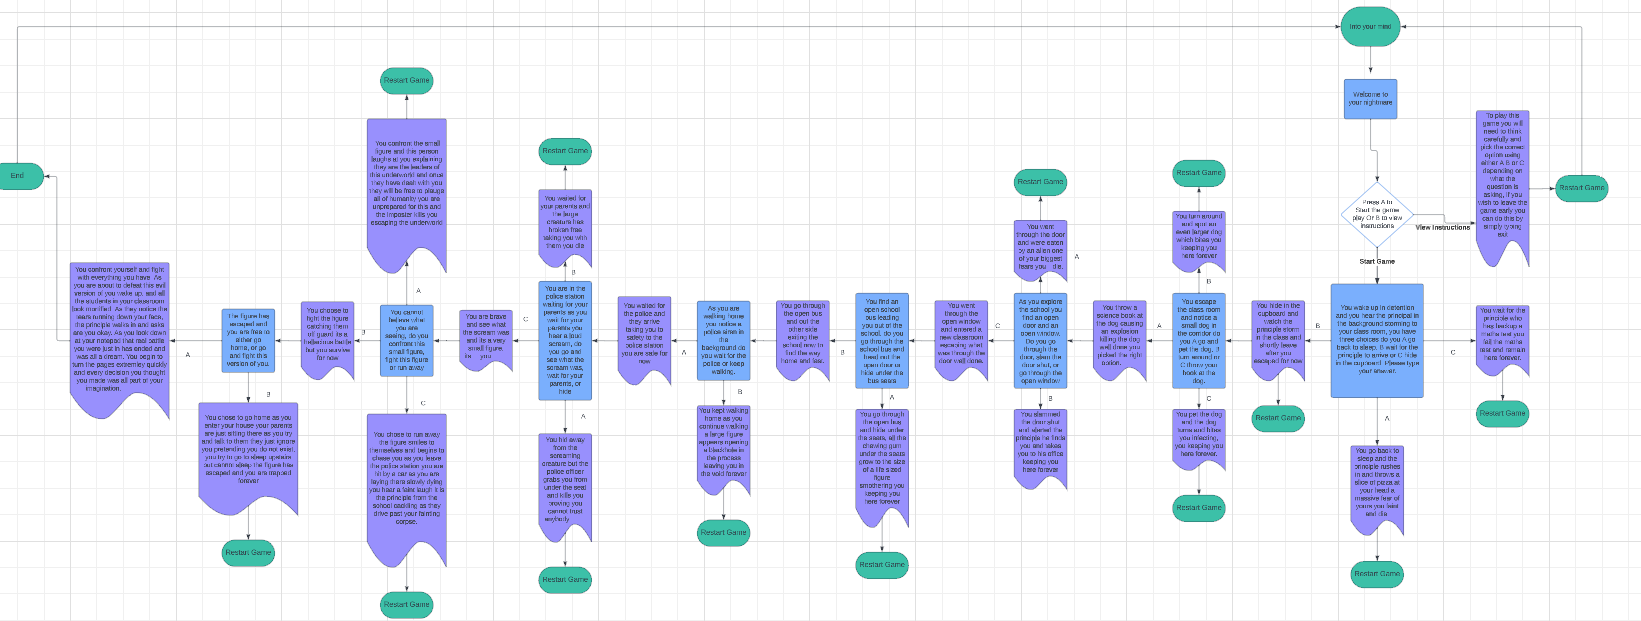 Into your mind
Welcome to
your nightmare
Press A to
Start the game
play Or B to view
instructions
View Instructions
Start Game
To play this
game you will
need to think
carefully and
pick the correct
option using
either A B or C
depending on
what the
question is
asking, if you
wish to leave the
game early you
can do this by
simply typing
exit
Restart Game
You wake up in detention
and you hear the principal in
the background storming to
your class room, you have
three choices do you A go
back to sleep, B wait for the
principle to arrive or C hide
in the cupboard. Please type
your answer.
C
You wait for the
principle who
has backup a
maths test you
fail the maths
test and remain
here forever.
Restart Game
A
You go back to
sleep and the
principle rushes
in and throws a
slice of pizza at
your head a
massive fear of
yours you faint
and die
Restart Game
B
You hide in the
cupboard and
watch the
principle storm
in the class and
shortly leave
after you
escaped for now
Restart Game
You escape
the class room
and notice a
small dog in
the corridor do
you A go and
pet the dog, B
turn around or
C throw your
book at the
dog.
B
You turn around
and spot an
even larger dog
which bites you
keeping you
here forever
Restart Game
C
You pet the dog
and the dog
turns and bites
you infecting,
you keeping you
here forever.
Restart Game
A
You throw a
science book at
the dog causing
an explosion
killing the dog
well done you
picked the right
option.
As you explore
the school you
find an open
door and an
open window.
Do you go
through the
door, slam the
door shut, or
go through the
open window
A
You went
through the door
and were eaten
by an alien one
of your biggest
fears you die.
Restart Game
B
You slammed
the door shut
and alerted the
principle he finds
you and takes
you to his office
keeping you
here forever
Restart Game
C
You went
through the
open window
and entered a
new classroom
escaping what
was through the
door well done.
You find an
open school
bus leading
you out of the
school, do you
go through the
school bus and
head out the
open door or
hide under the
bus seats
A
You go through
the open bus
and hide under
the seats, all the
chewing gum
under the seats
grow to the size
of a life sized
figure
smothering you
keeping you
here forever
Restart Game
B
You go through
the open bus
and out the
other side
exiting the
school now to
find the way
home and fast.
As you are
walking home
you notice a
police siren in
the
background do
you wait for the
police or keep
walking.
B
You kept walking
home as you
continue walking
a large figure
appears opening
a blackhole in
the process
leaving you in
the void forever
Restart Game
A
You waited for
the police and
they arrive
taking you to
safety to the
police station
you are safe for
now
You are in the
police station
waiting for your
parents as you
wait for your
parents you
hear a loud
scream, do you
go and see
what the
scream was,
wait for your
parents, or
hide
B
You waited for
your parents and
the large
creature has
broken free
taking you with
them you die
Restart Game
A
You hid away
from the
screaming
creature but the
police officer
grabs you from
under the seat
and kills you
proving you
cannot trust
anybody
Restart Game
C
You are brave
and see what
the scream was
and its a very
small figure,
its you
You cannot
believe what
you are
seeing, do you
confront this
small figure,
fight this figure
or run away
A
You confront the small
figure and this person
laughs at you explaining
they are the leaders of
this underworld and once
they have dealt with you
they will be free to plauge
all of humanity you are
unprepared for this and
the imposter kills you
escaping the underworld
Restart Game
C
You chose to run away
the figure smiles to
themselves and begins to
chase you as you leave
the police station you are
hit by a car as you are
laying there slowly dying
you hear a faint laugh it is
the principle from the
school cackling as they
drive past your fainting
corpse.
Restart Game
B
You choose to
fight the figure
catching them
off guard its a
bellacious battle
but you survive
for now
The figure has
escaped and
you are free to
either go
home, or go
and fight this
version of you.
B
You chose to go home as you
enter your house your parents
are just sitting there as you try
and talk to them they just ignore
you pretending you do not exist,
you try to go to sleep upstairs
but cannot sleep the figure has
escaped and you are trapped
forever
Restart Game
A
You confront yourself and fight
with everything you have. As
you are about to defeat this evil
version of you wake up, and all
the students in your classroom
look mortified. As they notice the
tears running down your face,
the principle walks in and asks
are you okay. As you look down
at your notepad that real battle
you were just in has ended and
was all a dream. You begin to
turn the pages extremely quickly
and every decision you thought
you made was all part of your
imagination.
End